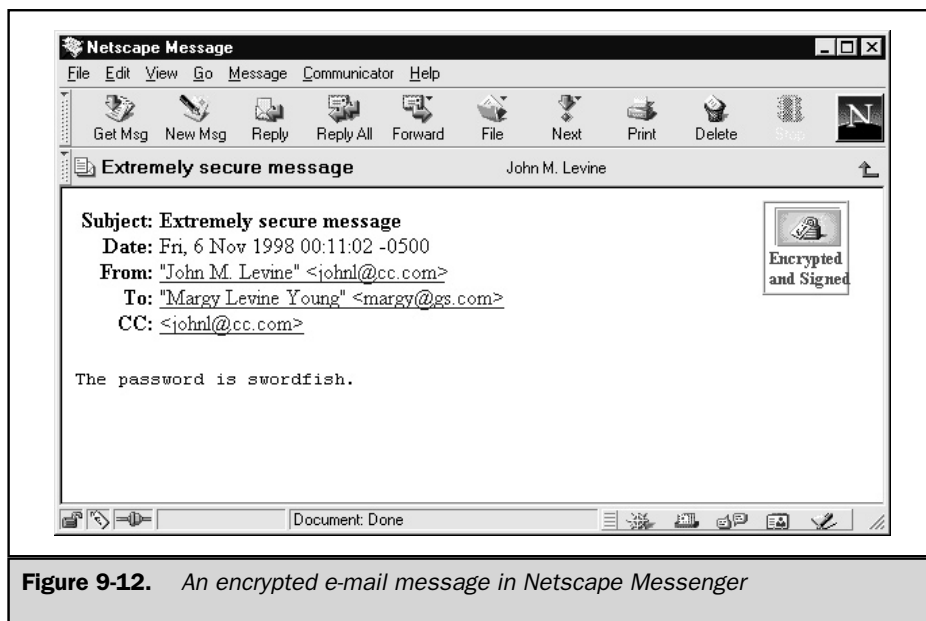 Netscape Message
File Edit View Go Message Communicator Help
Get Msg New Msg Reply Reply All Forward File Next Print Delete Stop
N
Extremely secure message John M. Levine
Subject: Extremely secure message
Date: Fri, 6 Nov 1998 00:11:02 -0500
From: "John M. Levine" <johnl@cc.com>
To: "Margy Levine Young" <margy@gs.com>
CC: <johnl@cc.com>
Encrypted
and Signed
The password is swordfish.
Document: Done
Figure 9-12. An encrypted e-mail message in Netscape Messenger